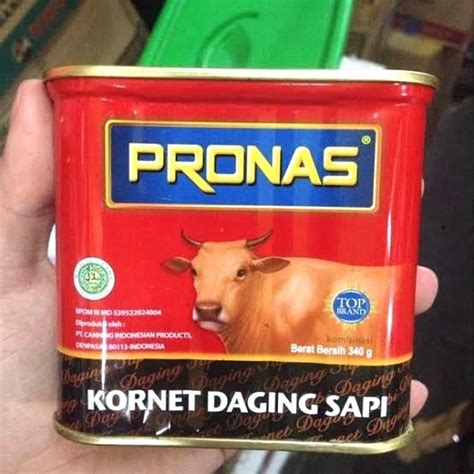 PRONAS®
TOP
BRAND
BPOM RI MD 539522024004
Diproduksi oleh :
PT. CANNING INDONESIAN PRODUCTS,
DENPASAR 80113-INDONESIA
kombinasi
Berat Bersih 340 g
KORNET DAGING SAPI